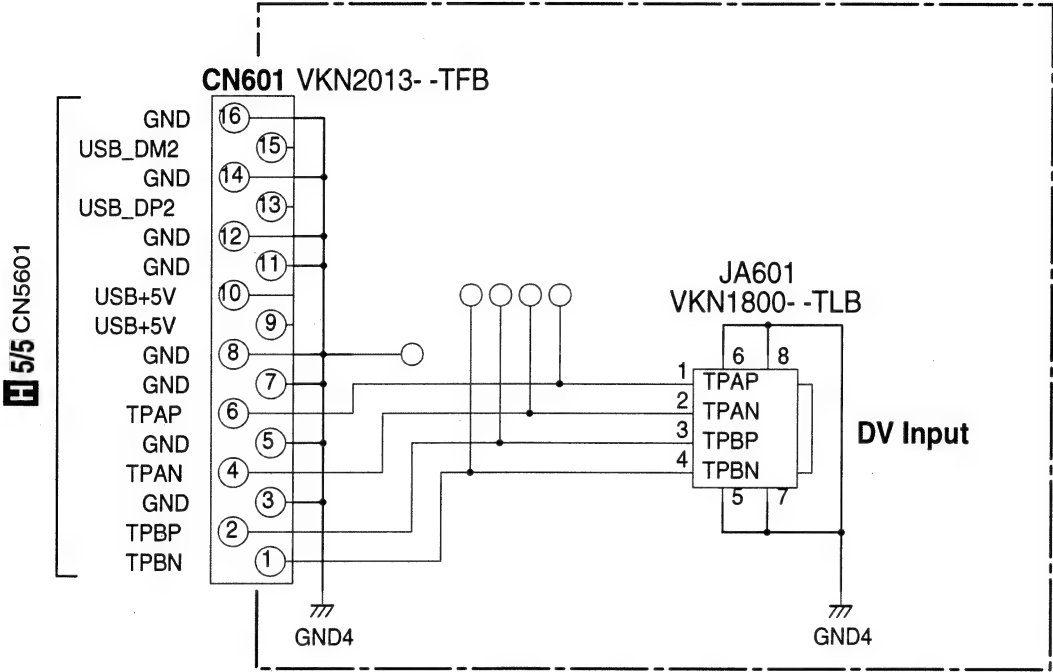 CN601 VKN2013- -TFB
GND 16
USB_DM2 15
GND 14
USB_DP2 13
GND 12
GND 11
USB+5V 10
USB+5V 9
GND 8
GND 7
TPAP 6
GND 5
TPAN 4
GND 3
TPBP 2
TPBN 1
H 5/5 CN5601
GND4
JA601
VKN1800- -TLB
6 8
1 TPAP
2 TPAN
3 TPBP
4 TPBN
5 7
DV Input
GND4